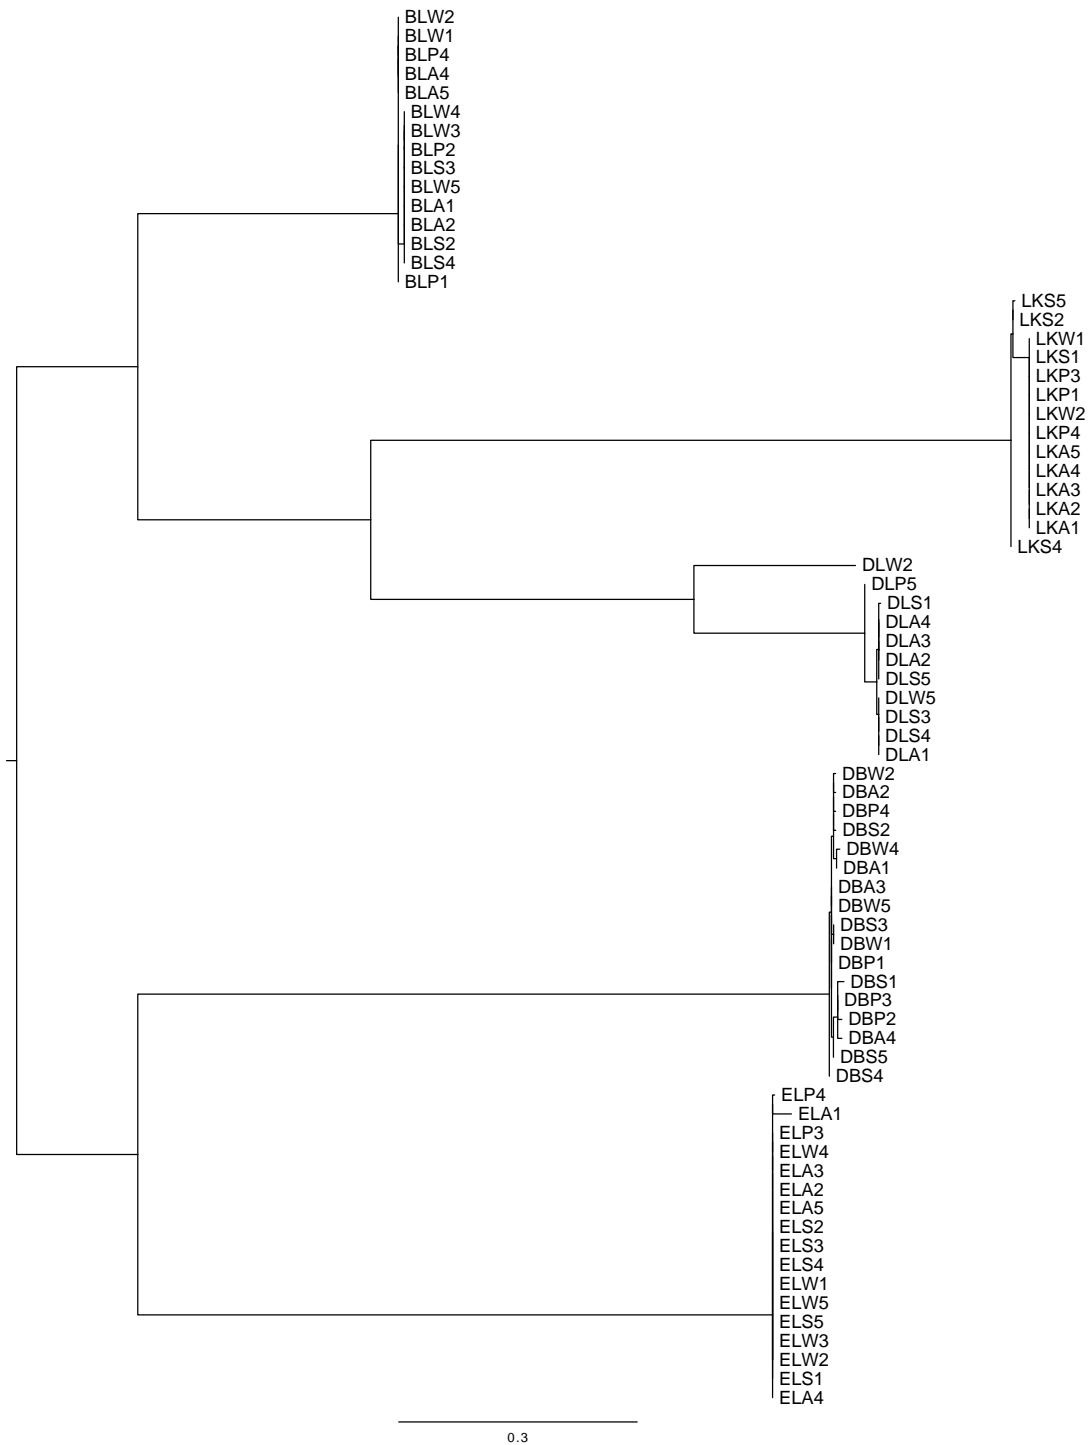 BLW2
BLW1
BLP4
BLA4
BLA5
BLW4
BLW3
BLP2
BLS3
BLW5
BLA1
BLA2
BLS2
BLS4
BLP1
LKS5
LKS2
LKW1
LKS1
LKP3
LKP1
LKW2
LKP4
LKA5
LKA4
LKA3
LKA2
LKA1
LKS4
DLW2
DLP5
DLS1
DLA4
DLA3
DLA2
DLS5
DLW5
DLS3
DLS4
DLA1
DBW2
DBA2
DBP4
DBS2
DBW4
DBA1
DBA3
DBW5
DBS3
DBW1
DBP1
DBS1
DBP3
DBP2
DBA4
DBS5
DBS4
ELP4
ELA1
ELP3
ELW4
ELA3
ELA2
ELA5
ELS2
ELS3
ELS4
ELW1
ELW5
ELS5
ELW3
ELW2
ELS1
ELA4
0.3